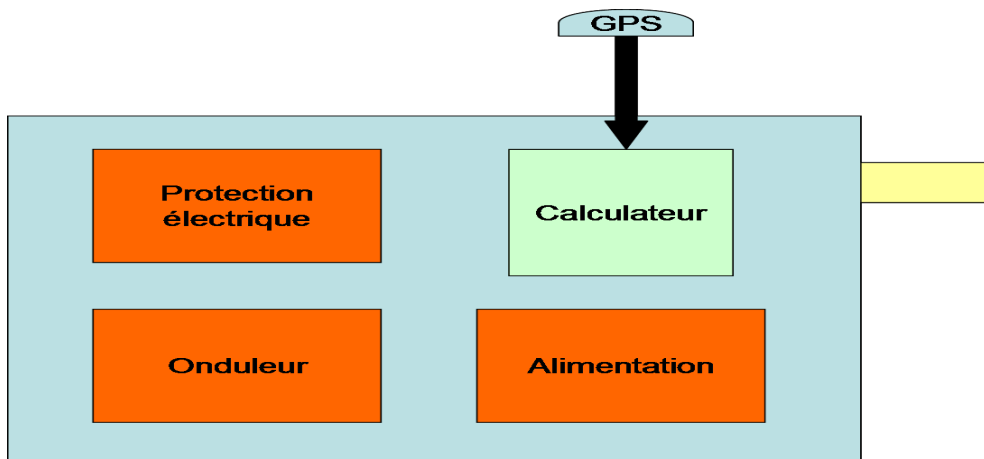 GPS
Protection
électrique
Calculateur
Onduleur
Alimentation